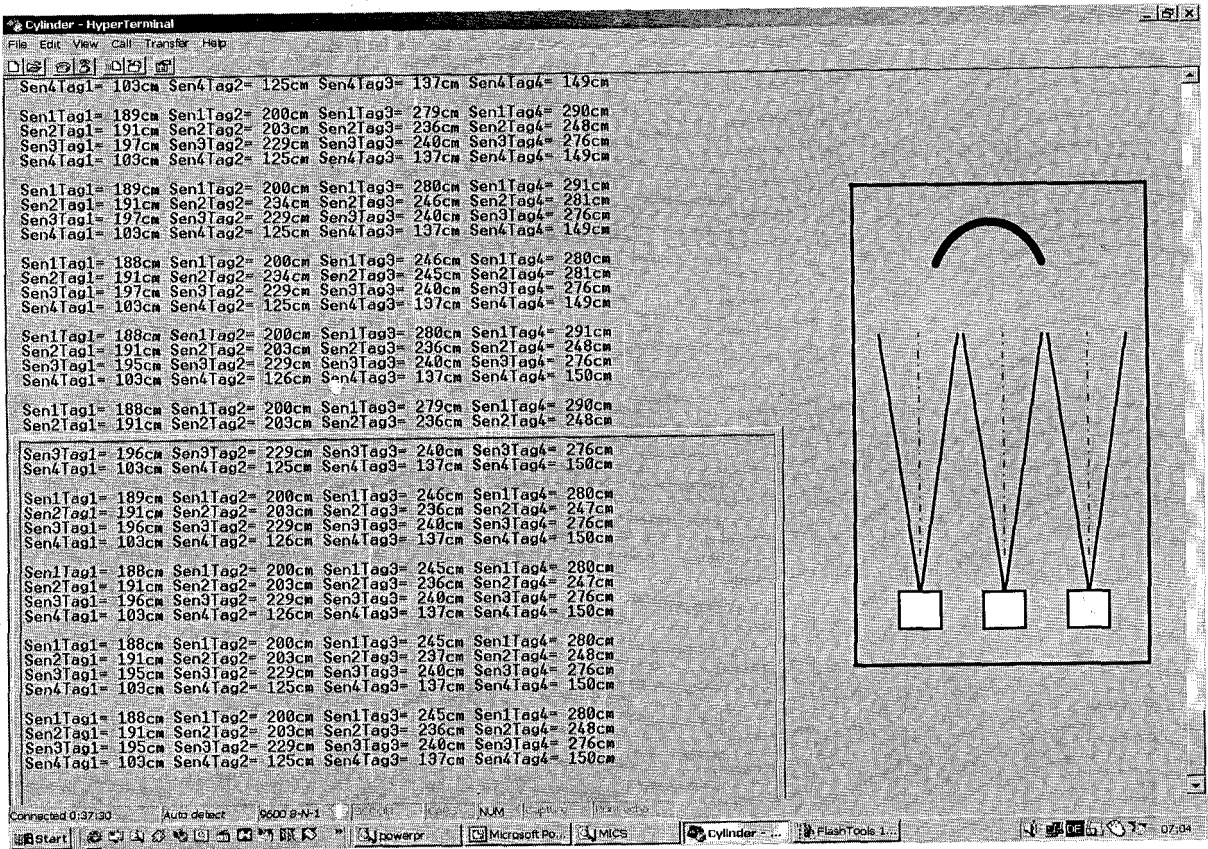 Cylinder - HyperTerminal
File Edit View Call Transfer Help
Sen4Tag1= 103cm Sen4Tag2= 125cm Sen4Tag3= 137cm Sen4Tag4= 149cm
Sen1Tag1= 189cm Sen1Tag2= 200cm Sen1Tag3= 279cm Sen1Tag4= 290cm
Sen2Tag1= 191cm Sen2Tag2= 203cm Sen2Tag3= 236cm Sen2Tag4= 248cm
Sen3Tag1= 197cm Sen3Tag2= 229cm Sen3Tag3= 240cm Sen3Tag4= 276cm
Sen4Tag1= 103cm Sen4Tag2= 125cm Sen4Tag3= 137cm Sen4Tag4= 149cm
Sen1Tag1= 189cm Sen1Tag2= 200cm Sen1Tag3= 280cm Sen1Tag4= 291cm
Sen2Tag1= 191cm Sen2Tag2= 234cm Sen2Tag3= 246cm Sen2Tag4= 281cm
Sen3Tag1= 197cm Sen3Tag2= 229cm Sen3Tag3= 240cm Sen3Tag4= 276cm
Sen4Tag1= 103cm Sen4Tag2= 125cm Sen4Tag3= 137cm Sen4Tag4= 149cm
Sen1Tag1= 188cm Sen1Tag2= 200cm Sen1Tag3= 246cm Sen1Tag4= 280cm
Sen2Tag1= 191cm Sen2Tag2= 234cm Sen2Tag3= 245cm Sen2Tag4= 281cm
Sen3Tag1= 197cm Sen3Tag2= 229cm Sen3Tag3= 240cm Sen3Tag4= 276cm
Sen4Tag1= 103cm Sen4Tag2= 125cm Sen4Tag3= 137cm Sen4Tag4= 149cm
Sen1Tag1= 188cm Sen1Tag2= 200cm Sen1Tag3= 280cm Sen1Tag4= 291cm
Sen2Tag1= 191cm Sen2Tag2= 203cm Sen2Tag3= 236cm Sen2Tag4= 248cm
Sen3Tag1= 195cm Sen3Tag2= 229cm Sen3Tag3= 240cm Sen3Tag4= 276cm
Sen4Tag1= 103cm Sen4Tag2= 126cm Sen4Tag3= 137cm Sen4Tag4= 150cm
Sen1Tag1= 188cm Sen1Tag2= 200cm Sen1Tag3= 279cm Sen1Tag4= 290cm
Sen2Tag1= 191cm Sen2Tag2= 203cm Sen2Tag3= 236cm Sen2Tag4= 248cm
Sen3Tag1= 196cm Sen3Tag2= 229cm Sen3Tag3= 240cm Sen3Tag4= 276cm
Sen4Tag1= 103cm Sen4Tag2= 125cm Sen4Tag3= 137cm Sen4Tag4= 150cm
Sen1Tag1= 189cm Sen1Tag2= 200cm Sen1Tag3= 246cm Sen1Tag4= 280cm
Sen2Tag1= 191cm Sen2Tag2= 203cm Sen2Tag3= 236cm Sen2Tag4= 247cm
Sen3Tag1= 196cm Sen3Tag2= 229cm Sen3Tag3= 240cm Sen3Tag4= 276cm
Sen4Tag1= 103cm Sen4Tag2= 126cm Sen4Tag3= 137cm Sen4Tag4= 150cm
Sen1Tag1= 188cm Sen1Tag2= 200cm Sen1Tag3= 245cm Sen1Tag4= 280cm
Sen2Tag1= 191cm Sen2Tag2= 203cm Sen2Tag3= 236cm Sen2Tag4= 247cm
Sen3Tag1= 196cm Sen3Tag2= 229cm Sen3Tag3= 240cm Sen3Tag4= 276cm
Sen4Tag1= 103cm Sen4Tag2= 126cm Sen4Tag3= 137cm Sen4Tag4= 150cm
Sen1Tag1= 188cm Sen1Tag2= 200cm Sen1Tag3= 245cm Sen1Tag4= 280cm
Sen2Tag1= 191cm Sen2Tag2= 203cm Sen2Tag3= 237cm Sen2Tag4= 248cm
Sen3Tag1= 195cm Sen3Tag2= 229cm Sen3Tag3= 240cm Sen3Tag4= 276cm
Sen4Tag1= 103cm Sen4Tag2= 125cm Sen4Tag3= 137cm Sen4Tag4= 150cm
Sen1Tag1= 188cm Sen1Tag2= 200cm Sen1Tag3= 245cm Sen1Tag4= 280cm
Sen2Tag1= 191cm Sen2Tag2= 203cm Sen2Tag3= 236cm Sen2Tag4= 248cm
Sen3Tag1= 195cm Sen3Tag2= 229cm Sen3Tag3= 240cm Sen3Tag4= 276cm
Sen4Tag1= 103cm Sen4Tag2= 125cm Sen4Tag3= 137cm Sen4Tag4= 150cm
Connected 0:37:30 Auto detect 9600 8-N-1 NUM
Start powerpr Microsoft Po... MICS Cylinder - ... FlashTools 1... DE 07:04